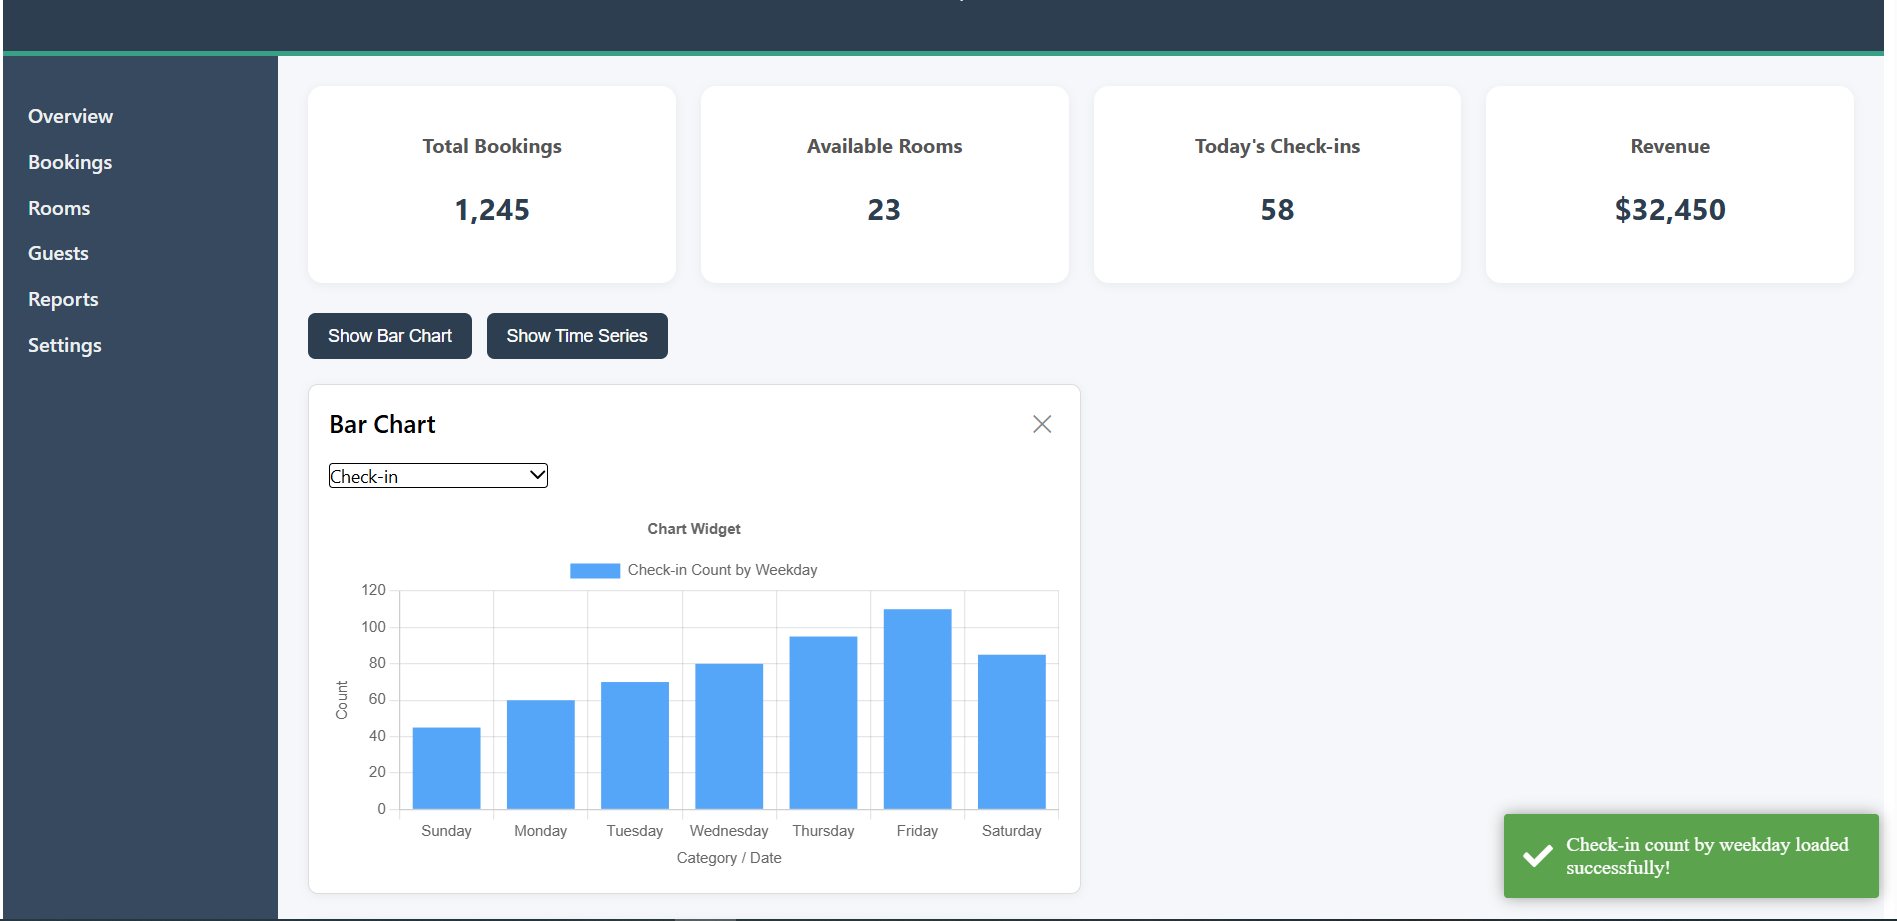 Overview
Bookings
Rooms
Guests
Reports
Settings
Total Bookings
1,245
Available Rooms
23
Today's Check-ins
58
Revenue
$32,450
Show Bar Chart
Show Time Series
Bar Chart
Check-in
Chart Widget
Check-in Count by Weekday
120
100
80
60
40
20
0
Count
Sunday Monday Tuesday Wednesday Thursday Friday Saturday
Category / Date
Check-in count by weekday loaded
successfully!